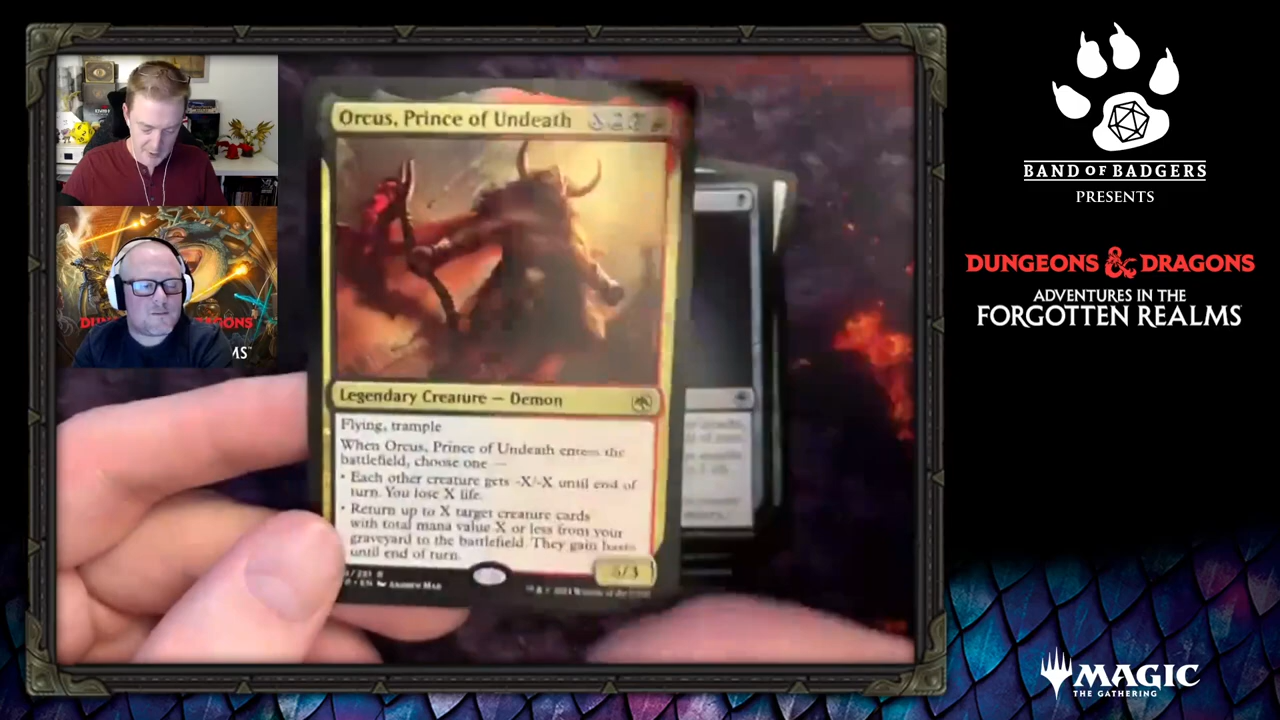 Orcus, Prince of Undeath
Legendary Creature — Demon
Flying, trample
When Orcus, Prince of Undeath enters the
battlefield, choose one —
• Each other creature gets -X/-X until end of
turn. You lose X life.
• Return up to X target creature cards
with total mana value X or less from your
graveyard to the battlefield. They gain haste
until end of turn.
/3
BAND OF BADGERS
PRESENTS
DUNGEONS & DRAGONS
ADVENTURES IN THE
FORGOTTEN REALMS
MAGIC
THE GATHERING